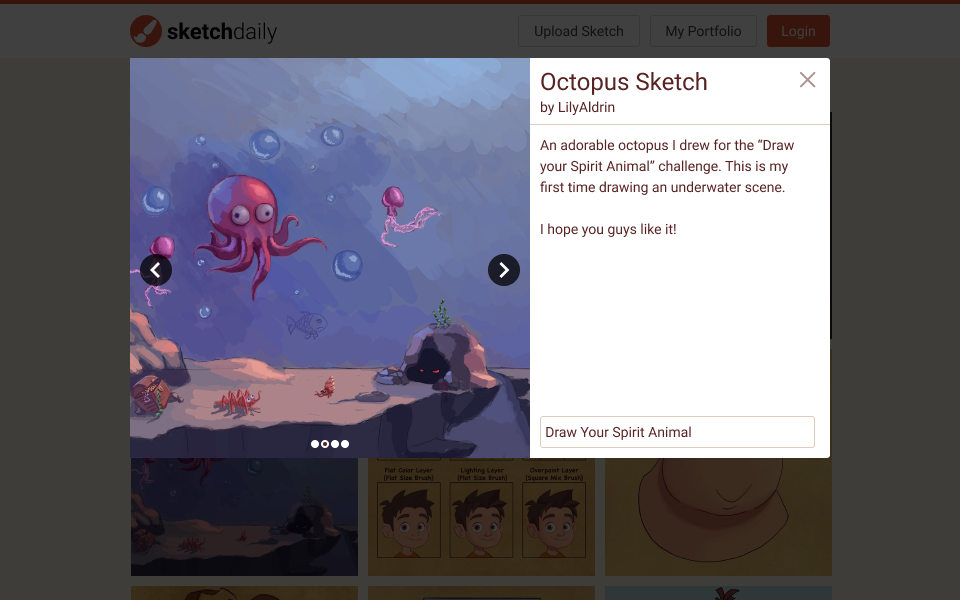 sketchdaily
Upload Sketch
My Portfolio
Login
Octopus Sketch
by LilyAldrin
An adorable octopus I drew for the “Draw
your Spirit Animal” challenge. This is my
first time drawing an underwater scene.
I hope you guys like it!
Draw Your Spirit Animal
Flat Color Layer
(Flat Size Brush)
Lighting Layer
(Flat Size Brush)
Overpaint Layer
(Square Mix Brush)